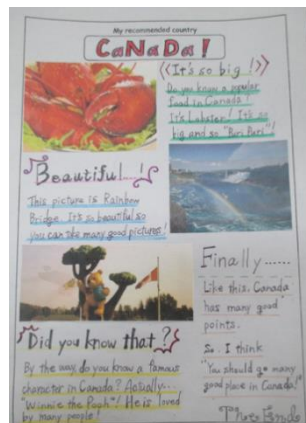 My recommended country
CaNaDa!
《It's so big!》
Do you know a popular
food in Canada?
It's Lobster! It's so
big and so "Puri Puri"!
Beautiful...!
This picture is Rainbow
Bridge. It's so beautiful so
you can take many good pictures!
Finally......
Like this, Canada
has many good
points.
So, I think
"You should go many
good place in Canada!"
The End
Did you know that?
By the way, do you know a famous
character in Canada? Actually...
"Winnie the Pooh"! He is loved
by many people!